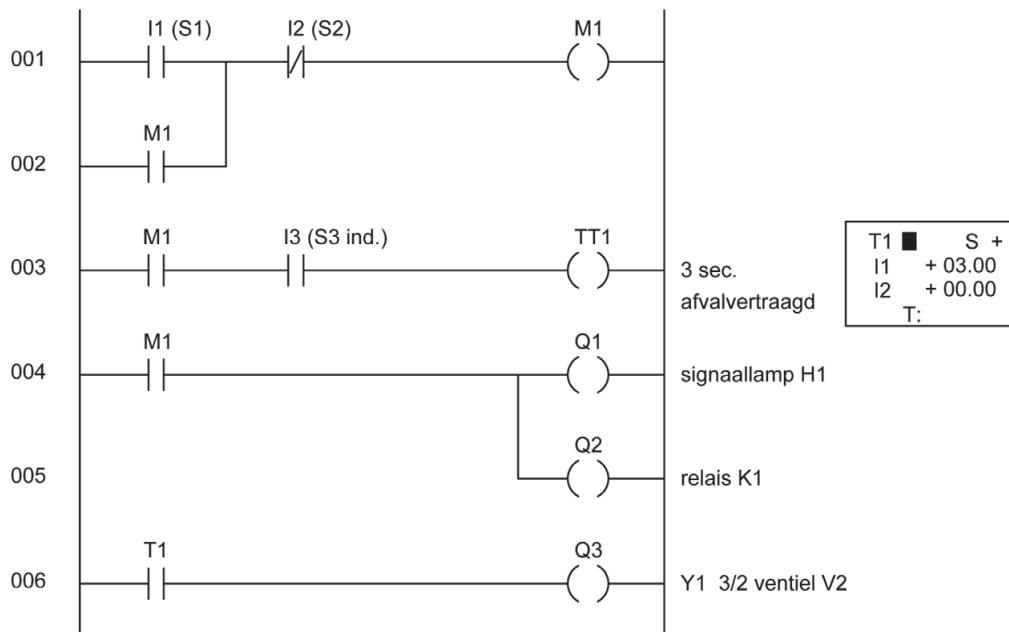 I1 (S1) I2 (S2) M1
001
M1
002
M1 I3 (S3 ind.) TT1
003 3 sec.
afvalvertraagd
T1 ■ S +
I1 + 03.00
I2 + 00.00
T:
M1 Q1
004 signaallamp H1
Q2
005 relais K1
T1 Q3
006 Y1 3/2 ventiel V2